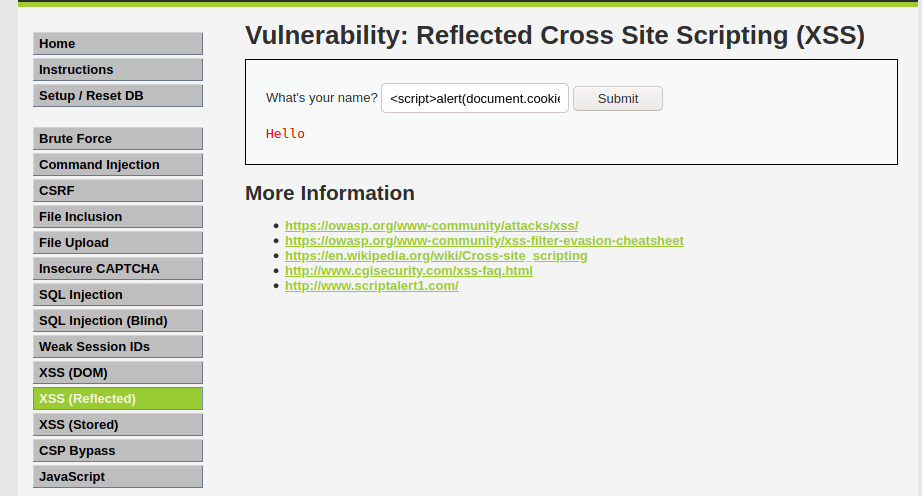 Home
Instructions
Setup / Reset DB
Brute Force
Command Injection
CSRF
File Inclusion
File Upload
Insecure CAPTCHA
SQL Injection
SQL Injection (Blind)
Weak Session IDs
XSS (DOM)
XSS (Reflected)
XSS (Stored)
CSP Bypass
JavaScript
Vulnerability: Reflected Cross Site Scripting (XSS)
What's your name? <script>alert(document.cookie Submit
Hello
More Information
• https://owasp.org/www-community/attacks/xss/
• https://owasp.org/www-community/xss-filter-evasion-cheatsheet
• https://en.wikipedia.org/wiki/Cross-site_scripting
• http://www.cgisecurity.com/xss-faq.html
• http://www.scriptalert1.com/